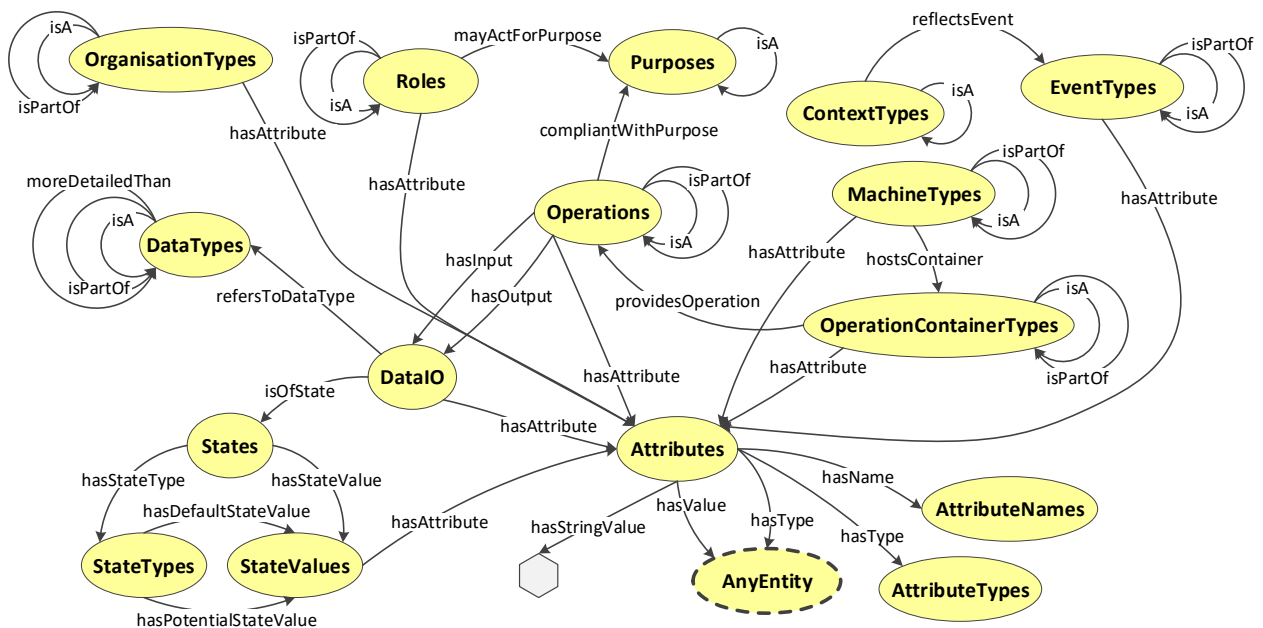 isA
OrganisationTypes
isPartOf
hasAttribute
isPartOf
Roles
isA
mayActForPurpose
Purposes
isA
reflectsEvent
ContextTypes
isA
EventTypes
isPartOf
isA
compliantWithPurpose
hasAttribute
moreDetailedThan
isA
DataTypes
isPartOf
Operations
isPartOf
isA
MachineTypes
isPartOf
isA
hasAttribute
hasAttribute
hostsContainer
hasInput
hasOutput
refersToDataType
providesOperation
OperationContainerTypes
isA
isPartOf
hasAttribute
DataIO
isOfState
hasAttribute
hasAttribute
States
Attributes
hasStateType
hasStateValue
hasDefaultStateValue
hasAttribute
StateTypes
StateValues
hasPotentialStateValue
hasStringValue
hasValue
hasType
hasName
hasType
AttributeNames
AnyEntity
AttributeTypes